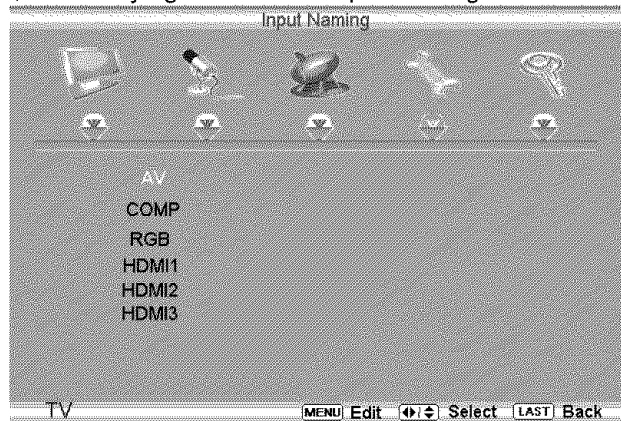 Input Naming
AV
COMP
RGB
HDMI1
HDMI2
HDMI3
TV MENU Edit Select LAST Back